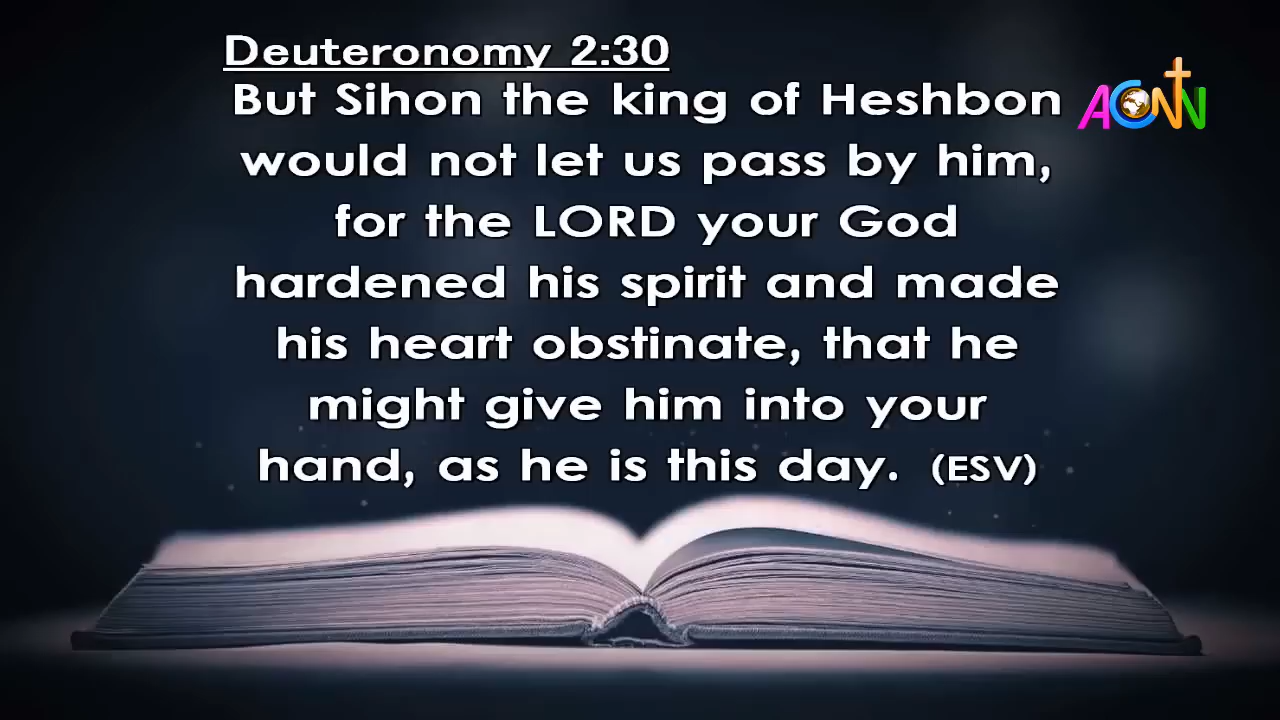 Deuteronomy 2:30
But Sihon the king of Heshbon
would not let us pass by him,
for the LORD your God
hardened his spirit and made
his heart obstinate, that he
might give him into your
hand, as he is this day. (ESV)
ACNN